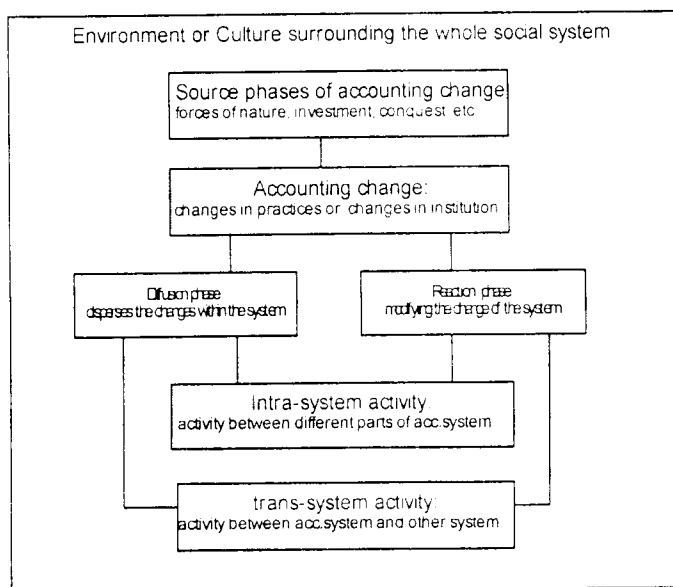 Environment or Culture surrounding the whole social system
Source phases of accounting change
forces of nature, investment, conquest etc
Accounting change:
changes in practices or changes in institution
Diffusion phase
disperses the changes within the system
Reaction phase
modifying the change of the system
Intra-system activity:
activity between different parts of acc.system
trans-system activity:
activity between acc.system and other system